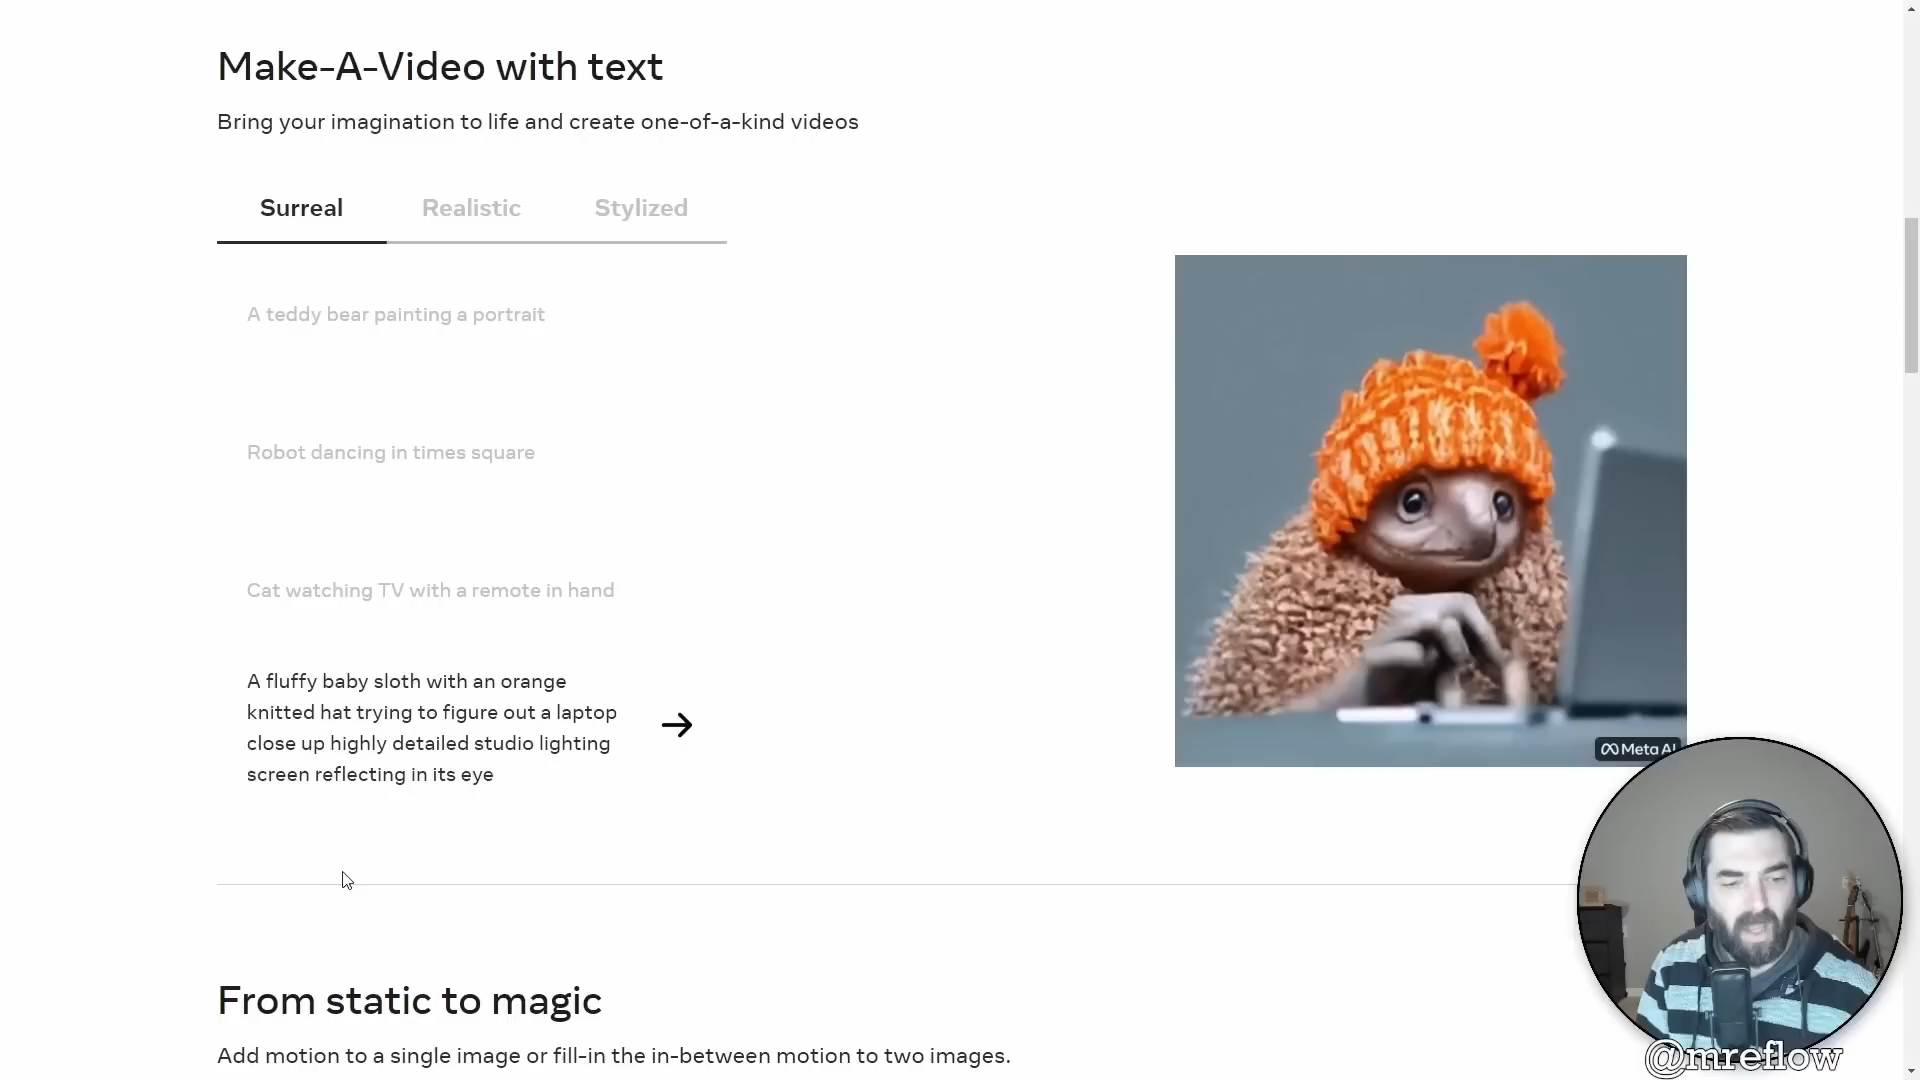 Make-A-Video with text
Bring your imagination to life and create one-of-a-kind videos
Surreal
Realistic
Stylized
A teddy bear painting a portrait
Robot dancing in times square
Cat watching TV with a remote in hand
A fluffy baby sloth with an orange
knitted hat trying to figure out a laptop
close up highly detailed studio lighting
screen reflecting in its eye
Meta AI
From static to magic
Add motion to a single image or fill-in the in-between motion to two images.
@mreflow